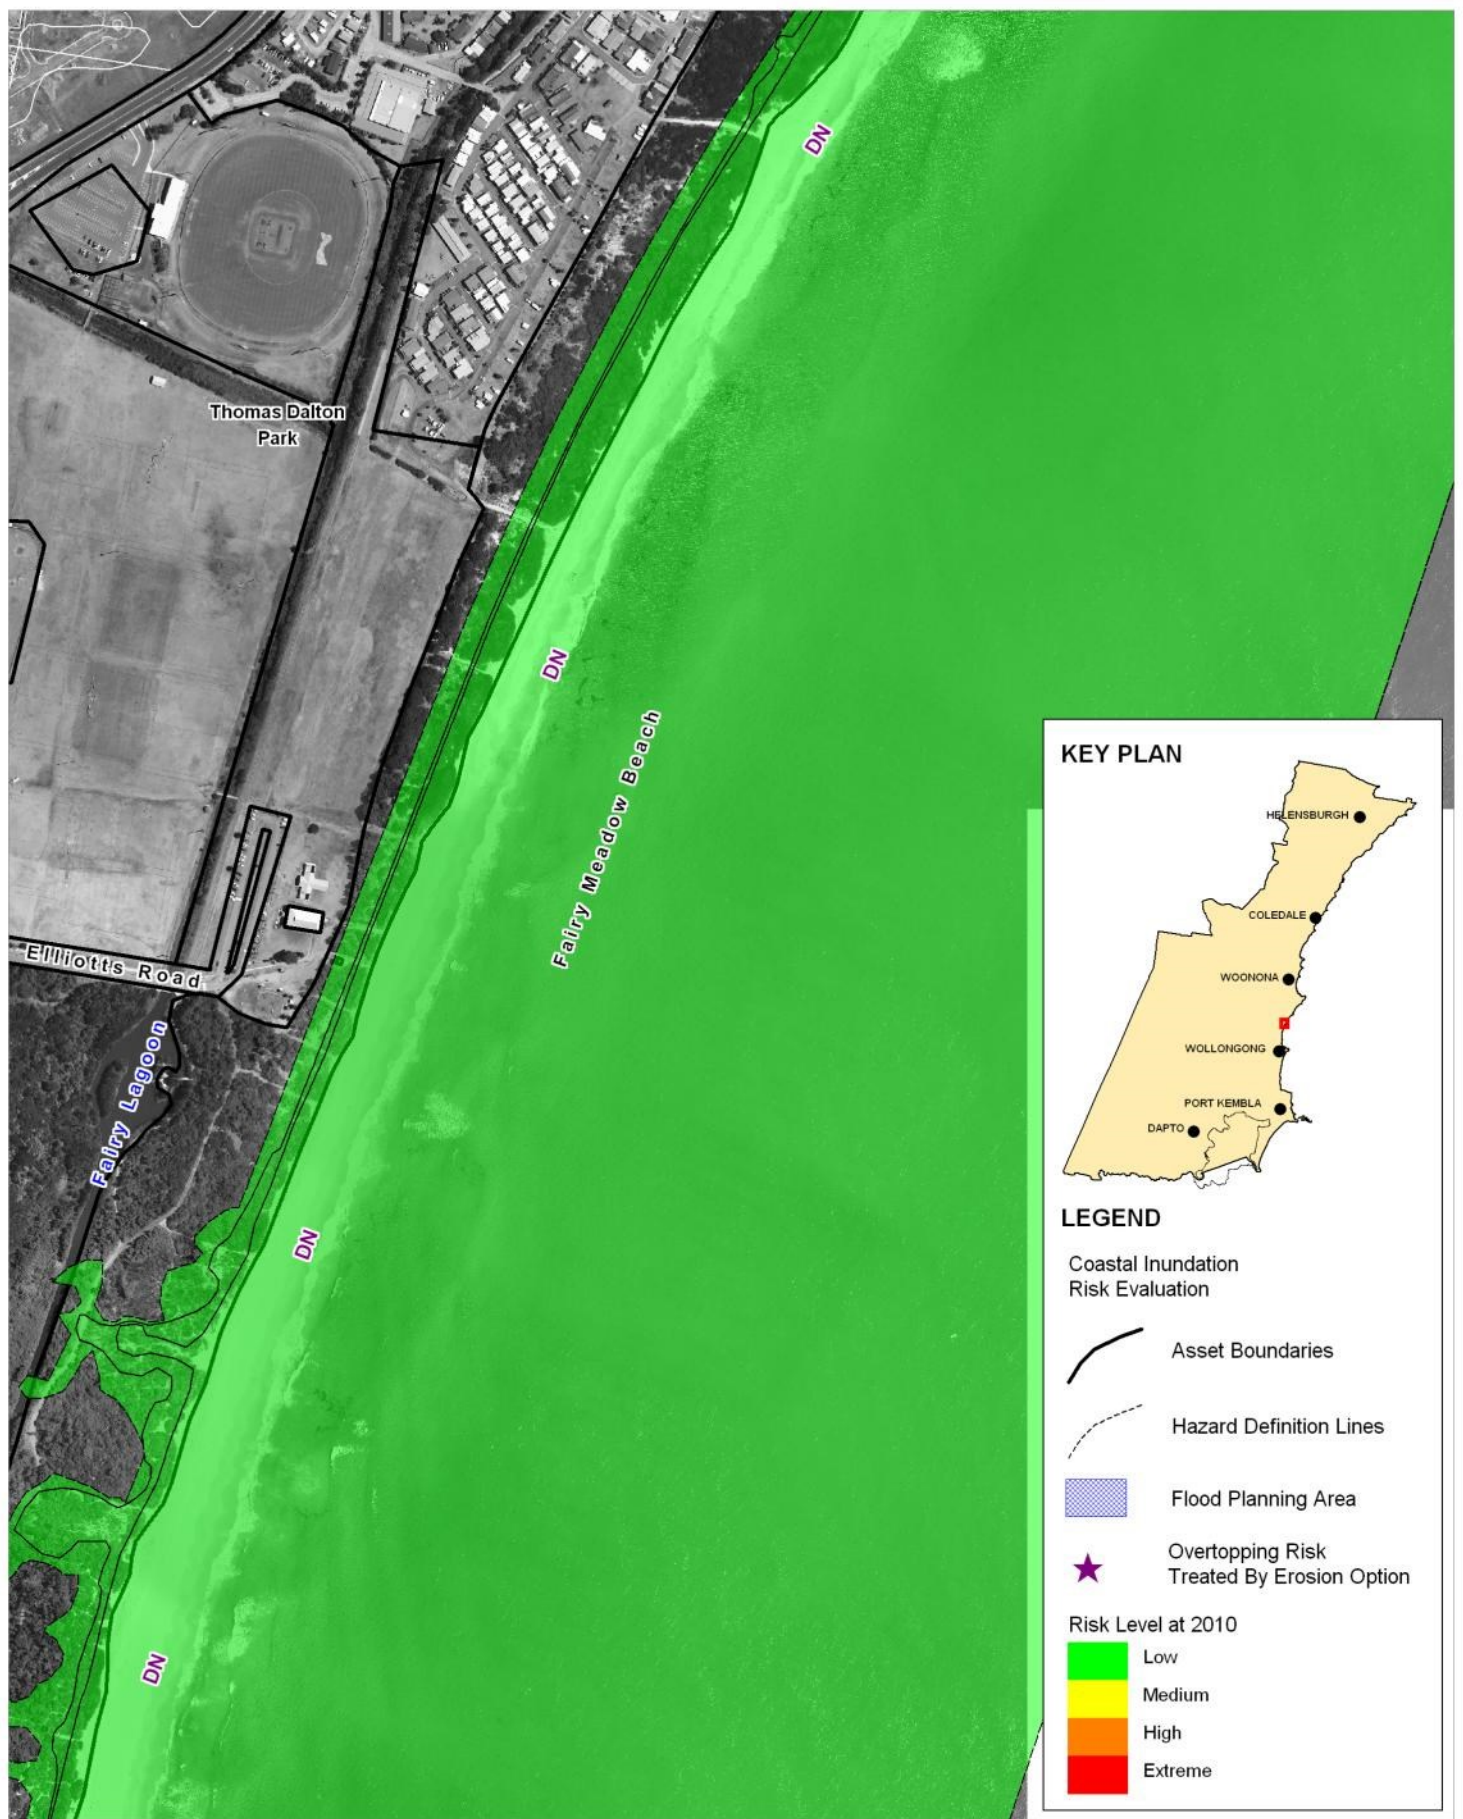 DN
Thomas Dalton
Park
DN
Fairy Meadow Beach
Elliotts Road
Fairy Lagoon
DN
DN
KEY PLAN
HELENSBURGH
COLEDALE
WOONONA
WOLLONGONG
PORT KEMBLA
DAPTO
LEGEND
Coastal Inundation
Risk Evaluation
Asset Boundaries
Hazard Definition Lines
Flood Planning Area
Overtopping Risk
Treated By Erosion Option
Risk Level at 2010
Low
Medium
High
Extreme